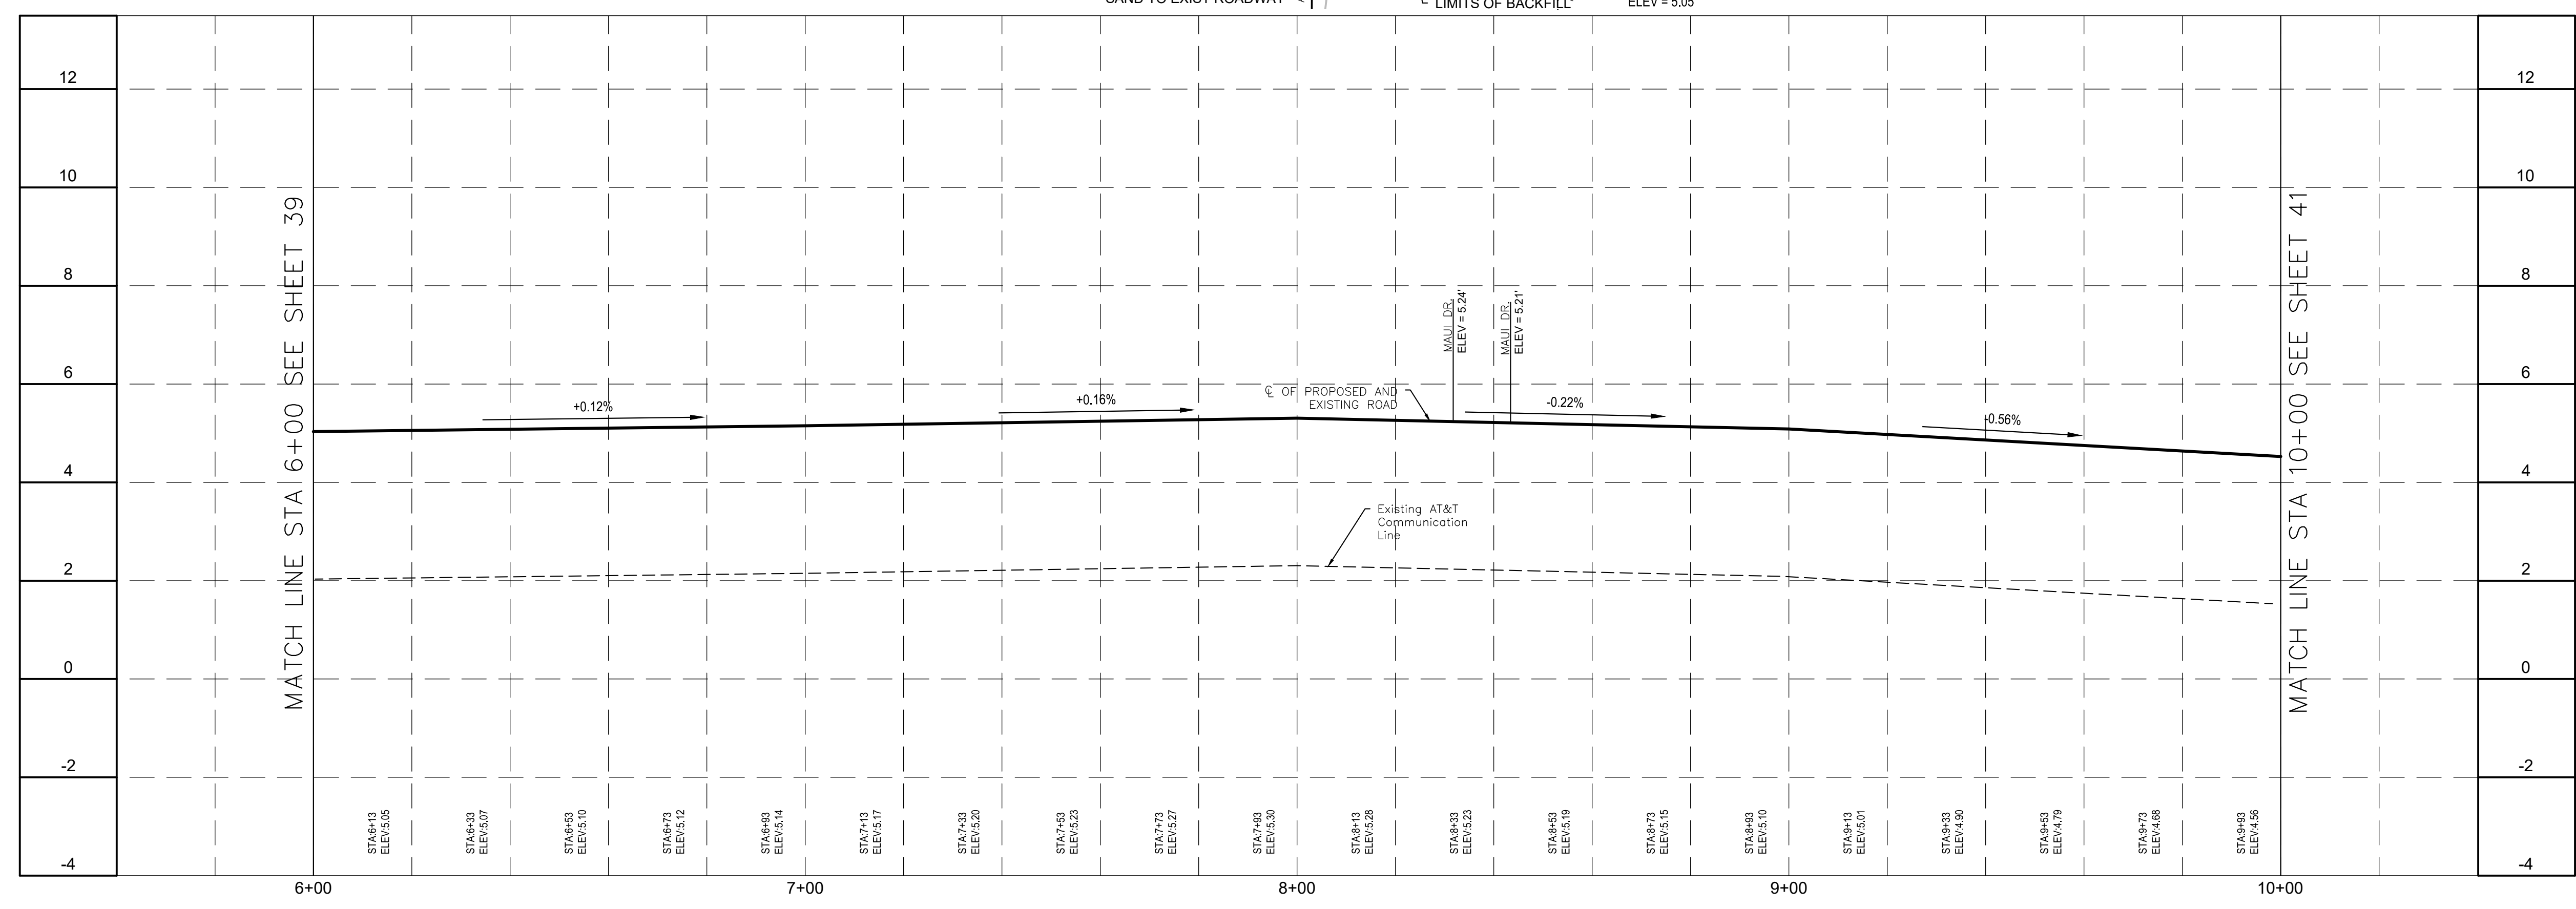 SAND TO EXIST ROADWAY
LIMITS OF BACKFILL
ELEV = 5.05
12
12
10
10
8
8
6
6
4
4
2
2
0
0
-2
-2
-4
-4
MATCH LINE STA 6+00 SEE SHEET 39
MATCH LINE STA 10+00 SEE SHEET 41
+0.12%
+0.16%
℄ OF PROPOSED AND
EXISTING ROAD
MAUI DR.
ELEV = 5.24'
MAUI DR.
ELEV = 5.21'
-0.22%
-0.56%
Existing AT&T
Communication
Line
STA:6+13
ELEV:5.05
STA:6+33
ELEV:5.07
STA:6+53
ELEV:5.10
STA:6+73
ELEV:5.12
STA:6+93
ELEV:5.14
STA:7+13
ELEV:5.17
STA:7+33
ELEV:5.20
STA:7+53
ELEV:5.23
STA:7+73
ELEV:5.27
STA:7+93
ELEV:5.30
STA:8+13
ELEV:5.28
STA:8+33
ELEV:5.23
STA:8+53
ELEV:5.19
STA:8+73
ELEV:5.15
STA:8+93
ELEV:5.10
STA:9+13
ELEV:5.01
STA:9+33
ELEV:4.90
STA:9+53
ELEV:4.79
STA:9+73
ELEV:4.68
STA:9+93
ELEV:4.56
6+00
7+00
8+00
9+00
10+00